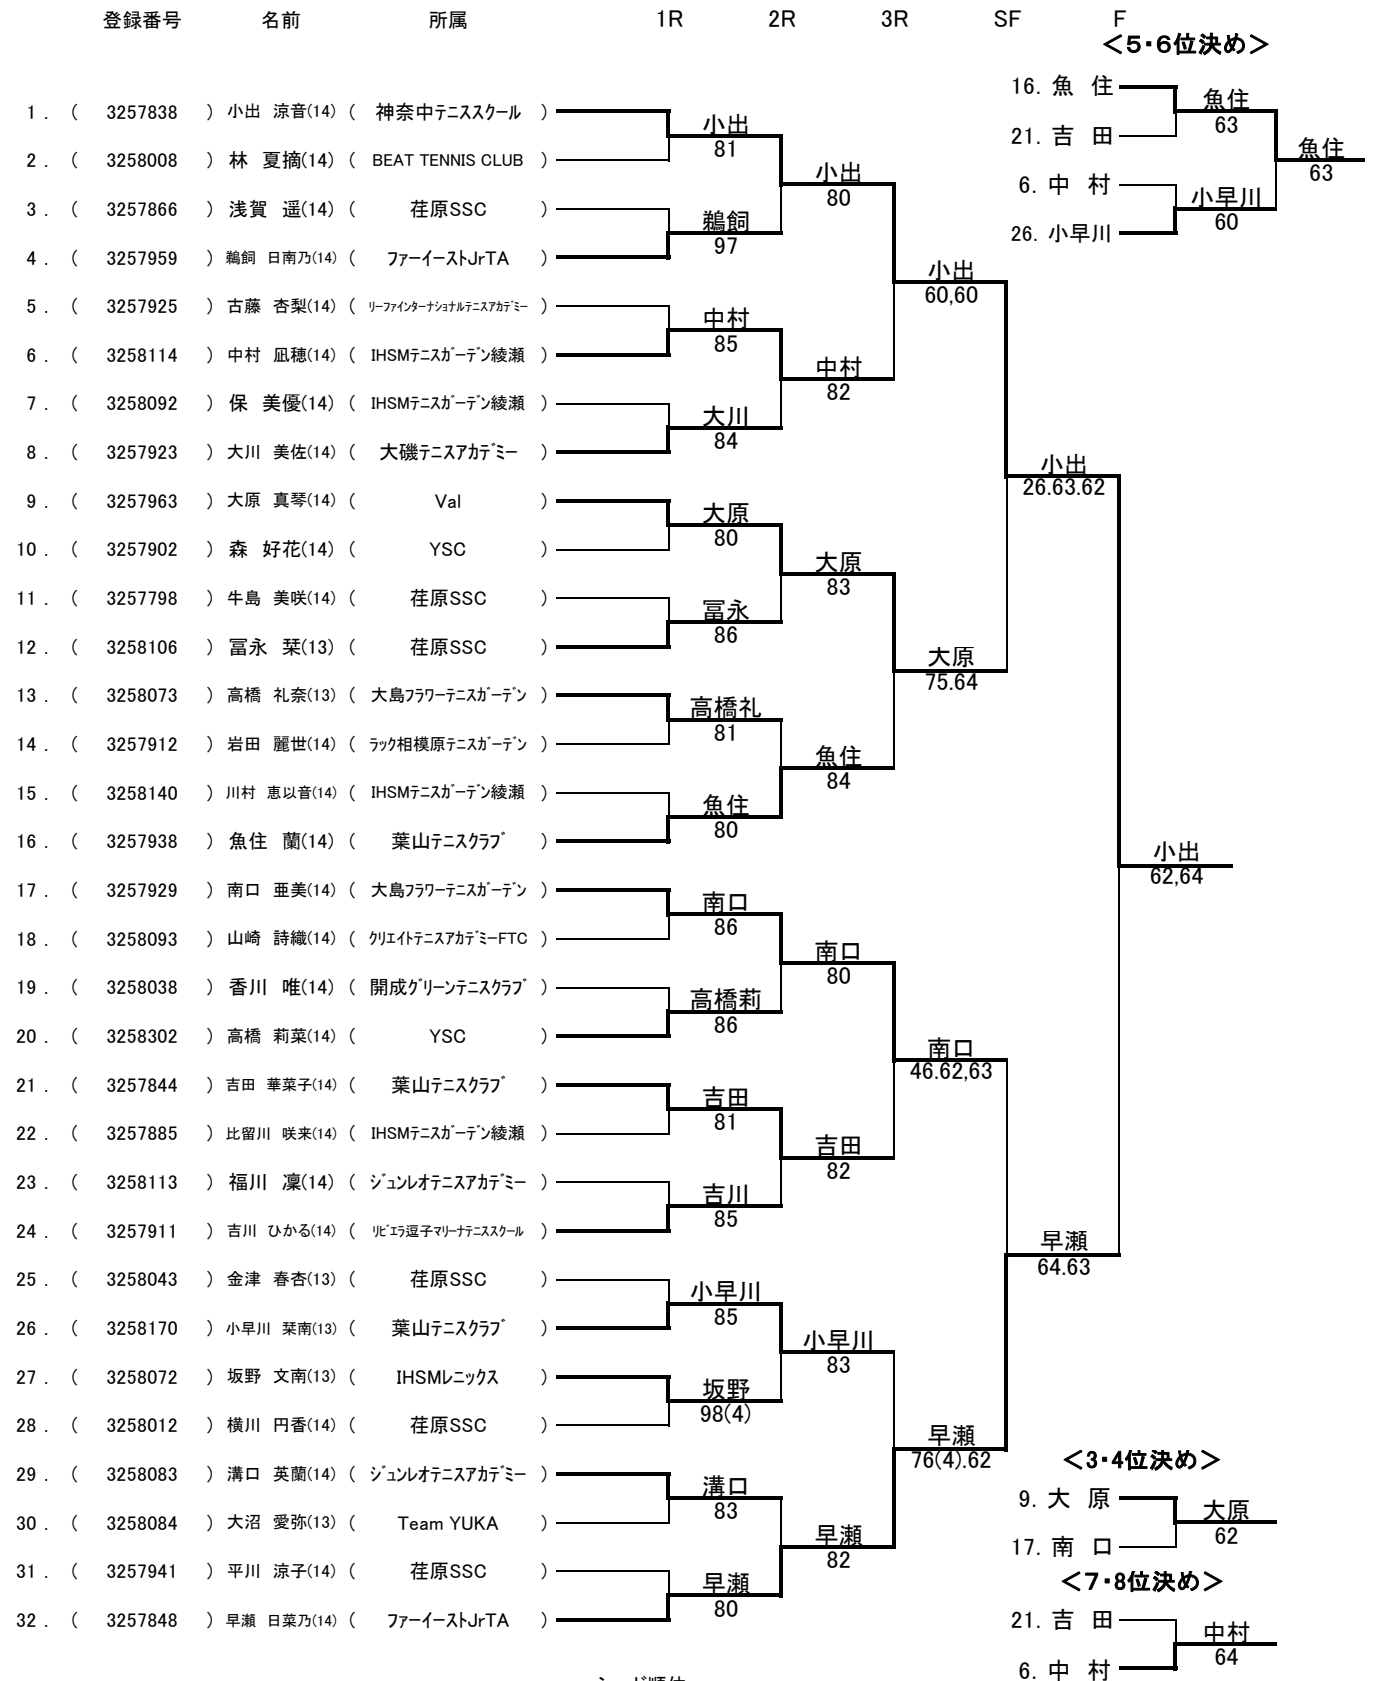 登録番号 名前 所属 1R 2R 3R SF F
＜5・6位決め＞
16. 魚 住
魚住
63
21. 吉 田
魚住
63
6. 中 村
小早川
60
26. 小早川
1 . ( 3257838 ) 小出 涼音(14) ( 神奈中テニススクール )
2 . ( 3258008 ) 林 夏摘(14) ( BEAT TENNIS CLUB )
3 . ( 3257866 ) 浅賀 遥(14) ( 荏原SSC )
4 . ( 3257959 ) 鵜飼 日南乃(14) ( ファーイーストJrTA )
5 . ( 3257925 ) 古藤 杏梨(14) ( リーファインターナショナルテニスアカデミー )
6 . ( 3258114 ) 中村 凪穂(14) ( IHSMテニスガーデン綾瀬 )
7 . ( 3258092 ) 保 美優(14) ( IHSMテニスガーデン綾瀬 )
8 . ( 3257923 ) 大川 美佐(14) ( 大磯テニスアカデミー )
9 . ( 3257963 ) 大原 真琴(14) ( Val )
10 . ( 3257902 ) 森 好花(14) ( YSC )
11 . ( 3257798 ) 牛島 美咲(14) ( 荏原SSC )
12 . ( 3258106 ) 冨永 栞(13) ( 荏原SSC )
13 . ( 3258073 ) 高橋 礼奈(13) ( 大島フラワーテニスガーデン )
14 . ( 3257912 ) 岩田 麗世(14) ( ラック相模原テニスガーデン )
15 . ( 3258140 ) 川村 恵以音(14) ( IHSMテニスガーデン綾瀬 )
16 . ( 3257938 ) 魚住 蘭(14) ( 葉山テニスクラブ )
17 . ( 3257929 ) 南口 亜美(14) ( 大島フラワーテニスガーデン )
18 . ( 3258093 ) 山崎 詩織(14) ( クリエイトテニスアカデミーFTC )
19 . ( 3258038 ) 香川 唯(14) ( 開成グリーンテニスクラブ )
20 . ( 3258302 ) 高橋 莉菜(14) ( YSC )
21 . ( 3257844 ) 吉田 華菜子(14) ( 葉山テニスクラブ )
22 . ( 3257885 ) 比留川 咲来(14) ( IHSMテニスガーデン綾瀬 )
23 . ( 3258113 ) 福川 凜(14) ( ジュンレオテニスアカデミー )
24 . ( 3257911 ) 吉川 ひかる(14) ( リビエラ逗子マリーナテニススクール )
25 . ( 3258043 ) 金津 春杏(13) ( 荏原SSC )
26 . ( 3258170 ) 小早川 栞南(13) ( 葉山テニスクラブ )
27 . ( 3258072 ) 坂野 文南(13) ( IHSMレニックス )
28 . ( 3258012 ) 横川 円香(14) ( 荏原SSC )
29 . ( 3258083 ) 溝口 英蘭(14) ( ジュンレオテニスアカデミー )
30 . ( 3258084 ) 大沼 愛弥(13) ( Team YUKA )
31 . ( 3257941 ) 平川 涼子(14) ( 荏原SSC )
32 . ( 3257848 ) 早瀬 日菜乃(14) ( ファーイーストJrTA )
小出
81
鵜飼
97
中村
85
大川
84
大原
80
冨永
86
高橋礼
81
魚住
80
南口
86
高橋莉
86
吉田
81
吉川
85
小早川
85
坂野
98(4)
溝口
83
早瀬
80
小出
80
中村
82
大原
83
魚住
84
南口
80
吉田
82
小早川
83
早瀬
82
小出
60,60
大原
75.64
南口
46.62,63
早瀬
76(4).62
小出
26.63.62
早瀬
64.63
小出
62,64
＜3・4位決め＞
9. 大 原
大原
62
17. 南 口
＜7・8位決め＞
21. 吉 田
中村
64
6. 中 村